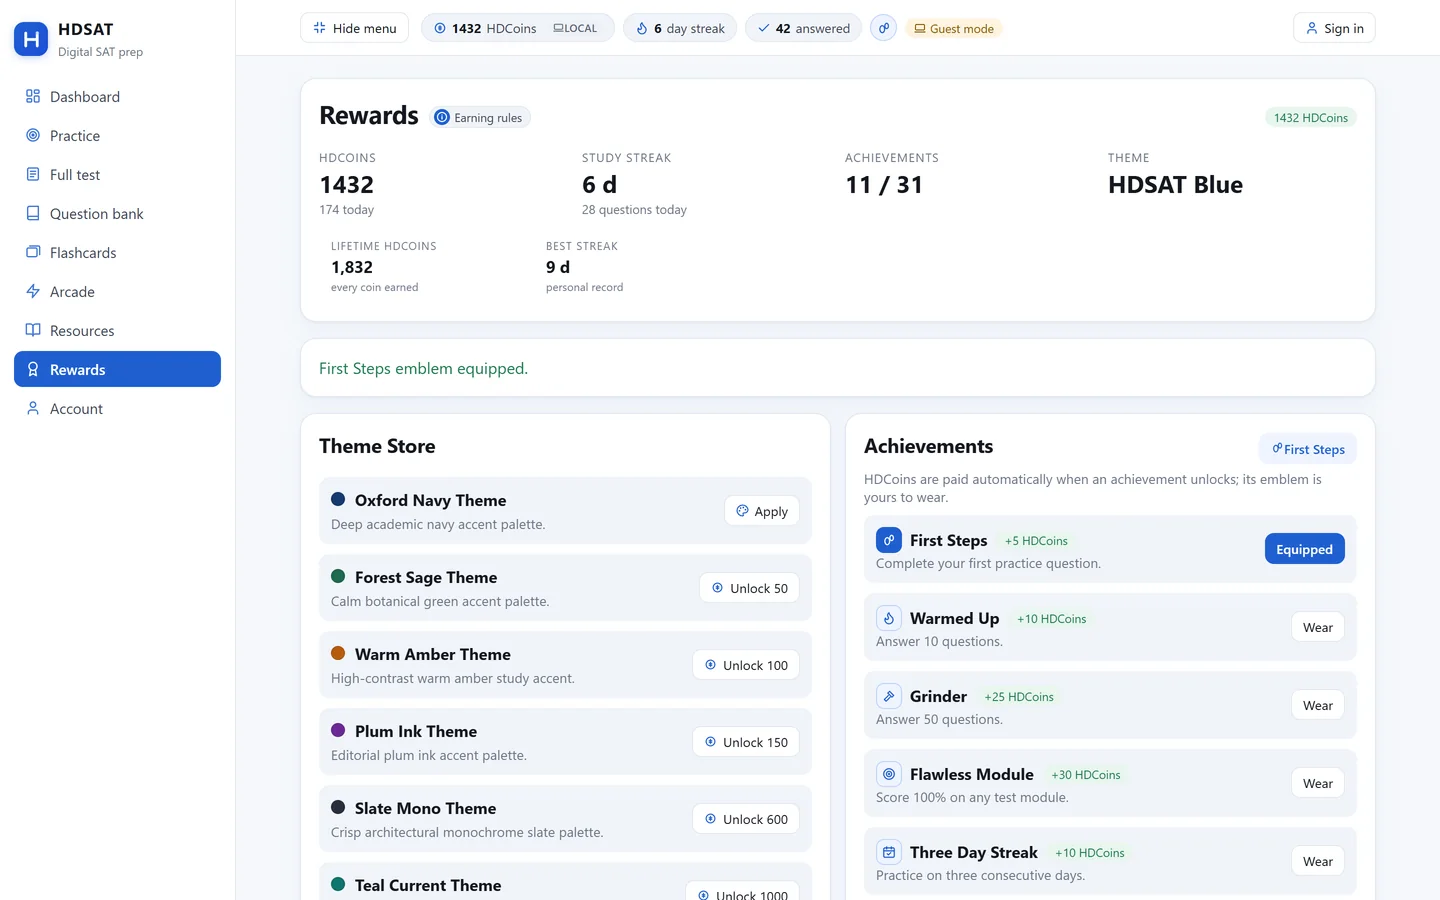 HDSAT
Digital SAT prep
Dashboard
Practice
Full test
Question bank
Flashcards
Arcade
Resources
Rewards
Account
Hide menu
1432 HDCoins LOCAL
6 day streak
42 answered
Guest mode
Sign in
Rewards
Earning rules
1432 HDCoins
HDCOINS
1432
174 today
STUDY STREAK
6 d
28 questions today
ACHIEVEMENTS
11 / 31
THEME
HDSAT Blue
LIFETIME HDCOINS
1,832
every coin earned
BEST STREAK
9 d
personal record
First Steps emblem equipped.
Theme Store
Oxford Navy Theme
Deep academic navy accent palette.
Apply
Forest Sage Theme
Calm botanical green accent palette.
Unlock 50
Warm Amber Theme
High-contrast warm amber study accent.
Unlock 100
Plum Ink Theme
Editorial plum ink accent palette.
Unlock 150
Slate Mono Theme
Crisp architectural monochrome slate palette.
Unlock 600
Teal Current Theme
Unlock 1000
Achievements
First Steps
HDCoins are paid automatically when an achievement unlocks; its emblem is
yours to wear.
First Steps +5 HDCoins
Complete your first practice question.
Equipped
Warmed Up +10 HDCoins
Answer 10 questions.
Wear
Grinder +25 HDCoins
Answer 50 questions.
Wear
Flawless Module +30 HDCoins
Score 100% on any test module.
Wear
Three Day Streak +10 HDCoins
Practice on three consecutive days.
Wear